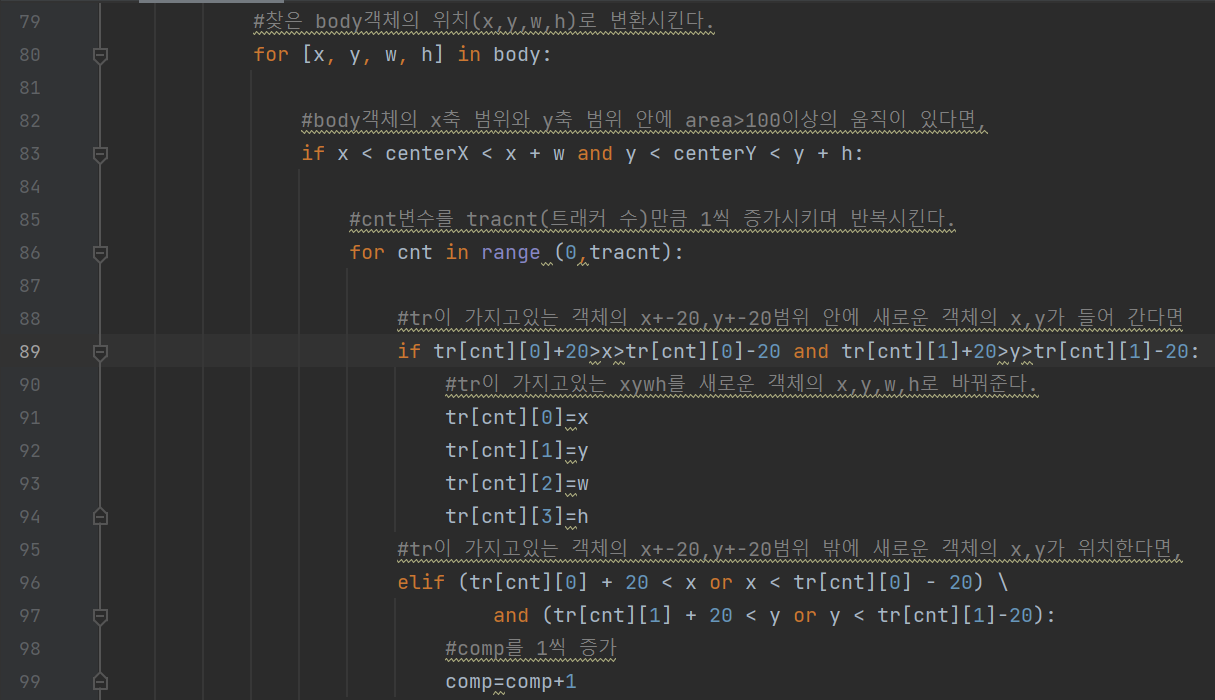 79 #찾은 body객체의 위치(x,y,w,h)로 변환시킨다.
80 for [x, y, w, h] in body:
81
82 #body객체의 x축 범위와 y축 범위 안에 area>100이상의 움직이 있다면,
83 if x < centerX < x + w and y < centerY < y + h:
84
85 #cnt변수를 tracnt(트래커 수)만큼 1씩 증가시키며 반복시킨다.
86 for cnt in range (0,tracnt):
87
88 #tr이 가지고있는 객체의 x+-20,y+-20범위 안에 새로운 객체의 x,y가 들어 간다면
89 if tr[cnt][0]+20>x>tr[cnt][0]-20 and tr[cnt][1]+20>y>tr[cnt][1]-20:
90 #tr이 가지고있는 xywh를 새로운 객체의 x,y,w,h로 바꿔준다.
91 tr[cnt][0]=x
92 tr[cnt][1]=y
93 tr[cnt][2]=w
94 tr[cnt][3]=h
95 #tr이 가지고있는 객체의 x+-20,y+-20범위 밖에 새로운 객체의 x,y가 위치한다면,
96 elif (tr[cnt][0] + 20 < x or x < tr[cnt][0] - 20) \
97 and (tr[cnt][1] + 20 < y or y < tr[cnt][1]-20):
98 #comp를 1씩 증가
99 comp=comp+1